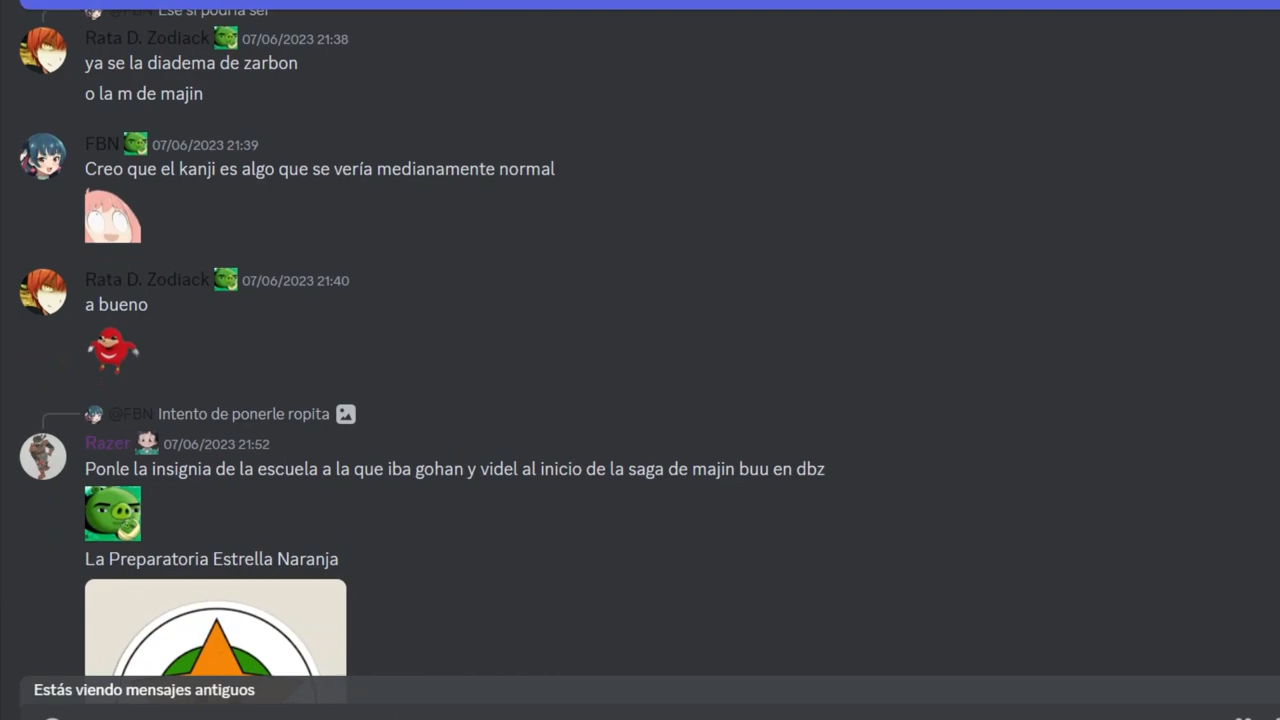 @FBN Ese si podría ser
Rata D. Zodiack 07/06/2023 21:38
ya se la diadema de zarbon
o la m de majin
FBN 07/06/2023 21:39
Creo que el kanji es algo que se vería medianamente normal
Rata D. Zodiack 07/06/2023 21:40
a bueno
@FBN Intento de ponerle ropita
Razer 07/06/2023 21:52
Ponle la insignia de la escuela a la que iba gohan y videl al inicio de la saga de majin buu en dbz
La Preparatoria Estrella Naranja
Estás viendo mensajes antiguos